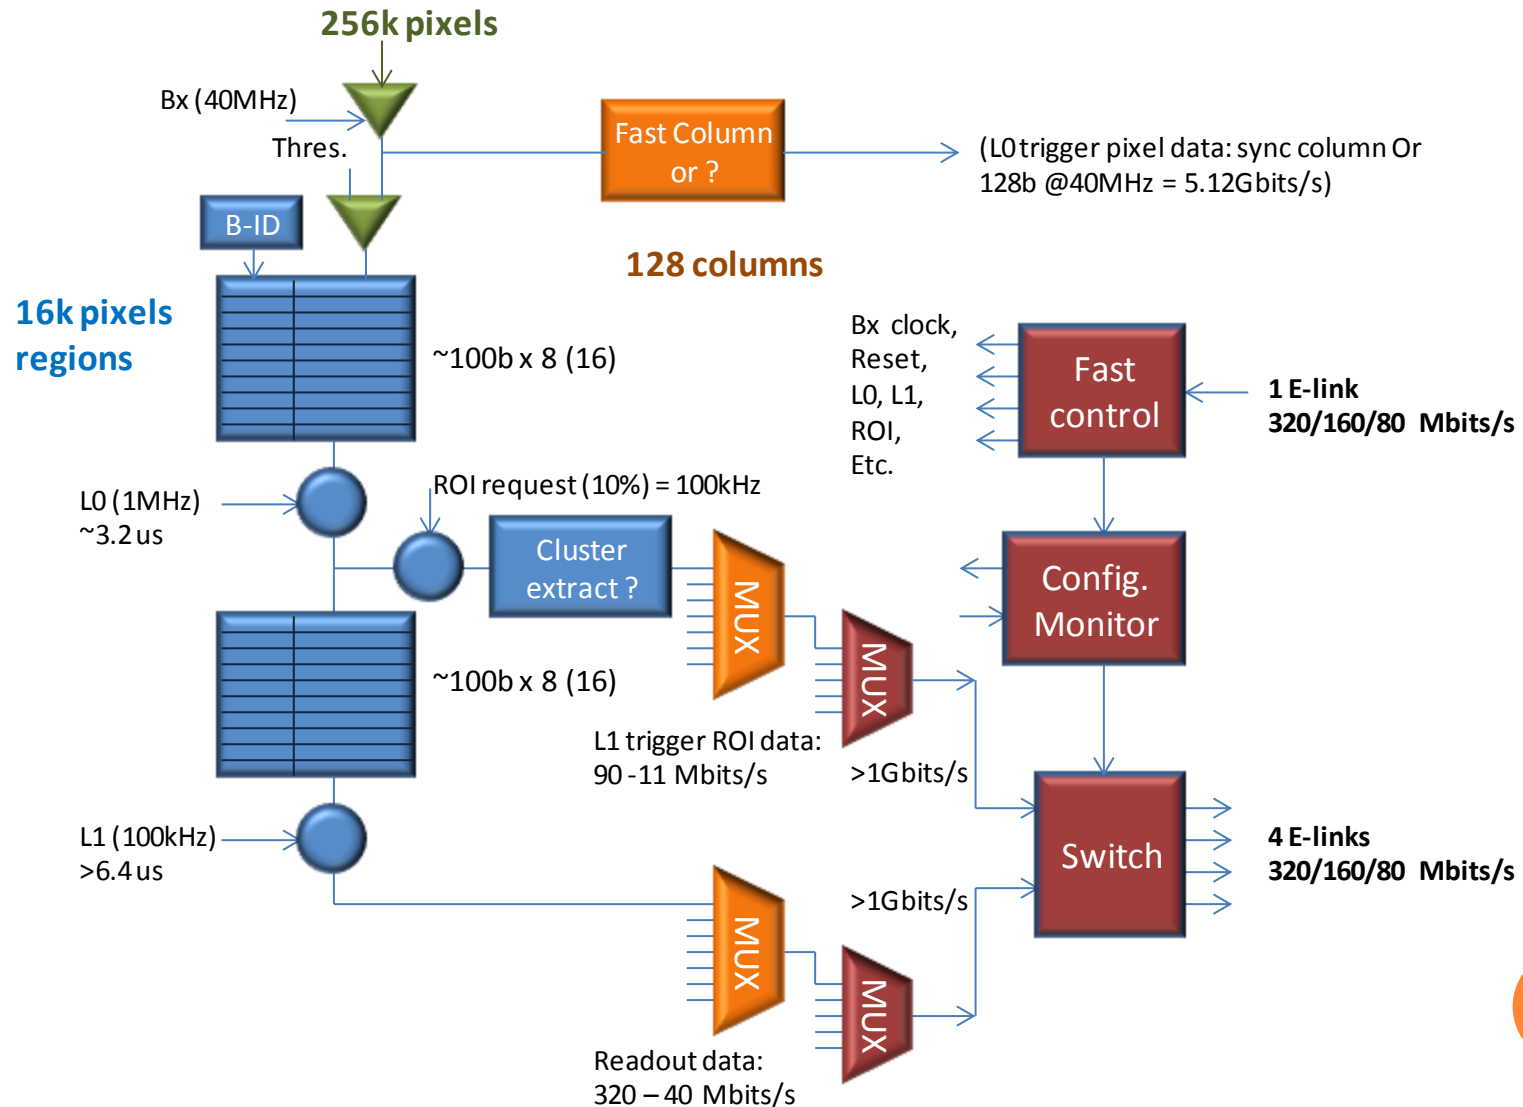 256k pixels
Bx (40MHz)
Thres.
Fast Column
or ?
(L0 trigger pixel data: sync column Or
128b @40MHz = 5.12Gbits/s)
B-ID
128 columns
16k pixels
regions
~100b x 8 (16)
Bx clock,
Reset,
L0, L1,
ROI,
Etc.
Fast
control
1 E-link
320/160/80 Mbits/s
L0 (1MHz)
~3.2 us
ROI request (10%) = 100kHz
Cluster
extract ?
MUX
MUX
Config.
Monitor
~100b x 8 (16)
L1 trigger ROI data:
90 -11 Mbits/s
>1Gbits/s
L1 (100kHz)
>6.4 us
Switch
4 E-links
320/160/80 Mbits/s
>1Gbits/s
MUX
MUX
Readout data:
320 – 40 Mbits/s